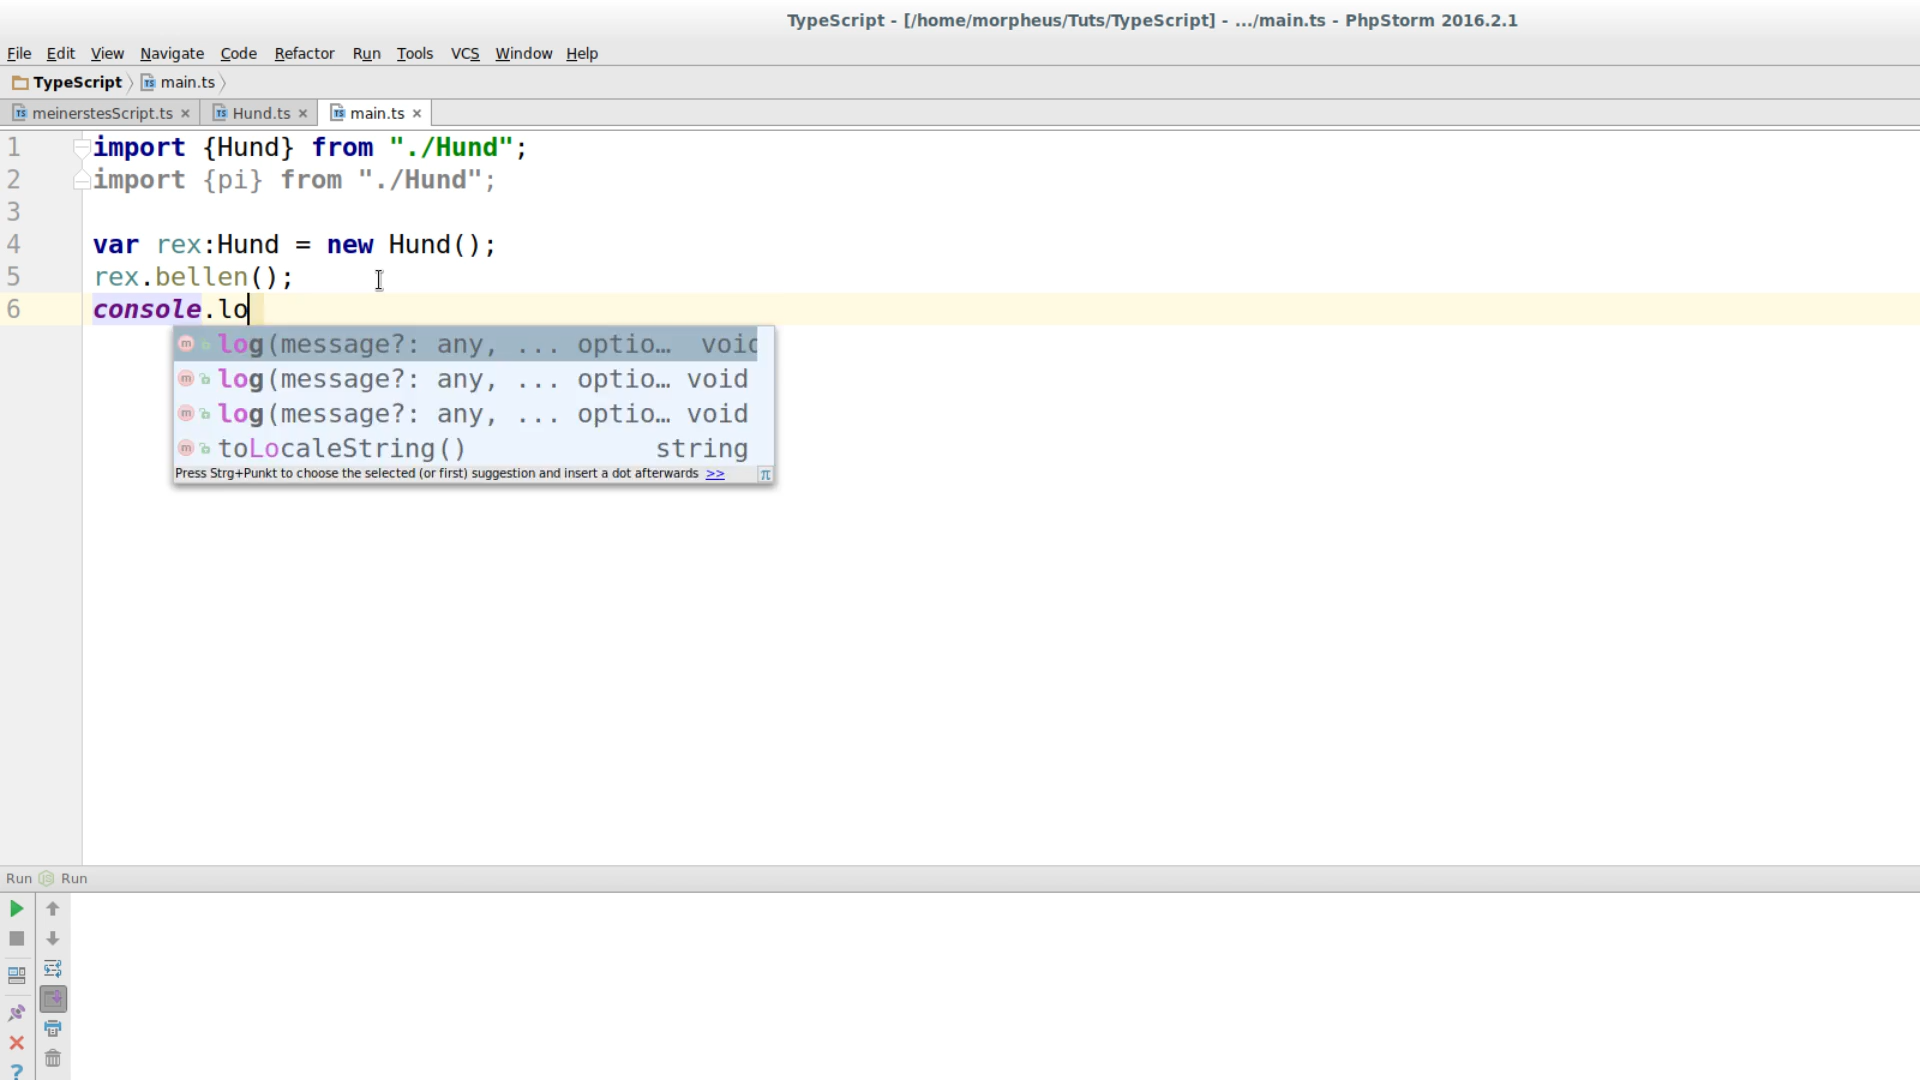 TypeScript - [/home/morpheus/Tuts/TypeScript] - .../main.ts - PhpStorm 2016.2.1
File Edit View Navigate Code Refactor Run Tools VCS Window Help
TypeScript main.ts
meinerstesScript.ts Hund.ts main.ts
1 import {Hund} from "./Hund";
2 import {pi} from "./Hund";
3
4 var rex:Hund = new Hund();
5 rex.bellen();
6 console.lo
log(message?: any, ... optio… void
log(message?: any, ... optio… void
log(message?: any, ... optio… void
toLocaleString() string
Press Strg+Punkt to choose the selected (or first) suggestion and insert a dot afterwards >> π
Run Run